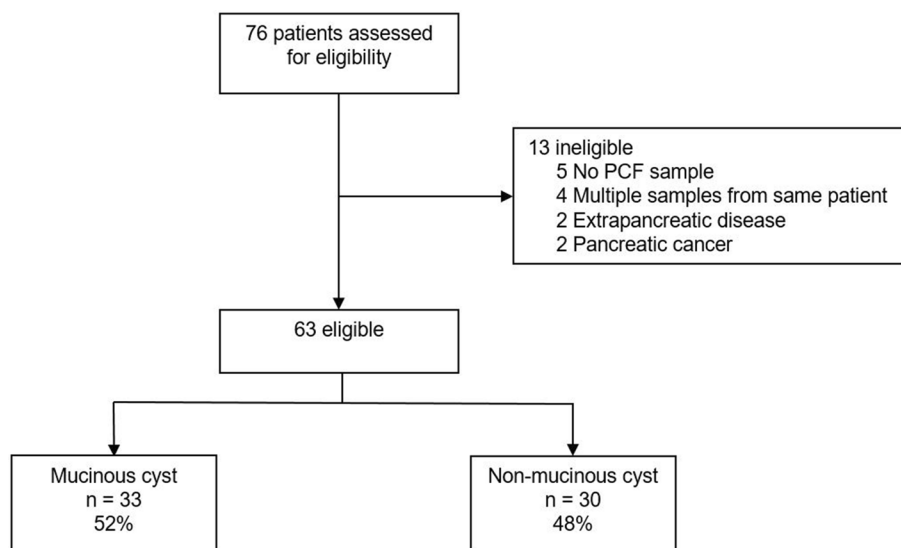 76 patients assessed
for eligibility
13 ineligible
5 No PCF sample
4 Multiple samples from same patient
2 Extrapancreatic disease
2 Pancreatic cancer
63 eligible
Mucinous cyst
n = 33
52%
Non-mucinous cyst
n = 30
48%